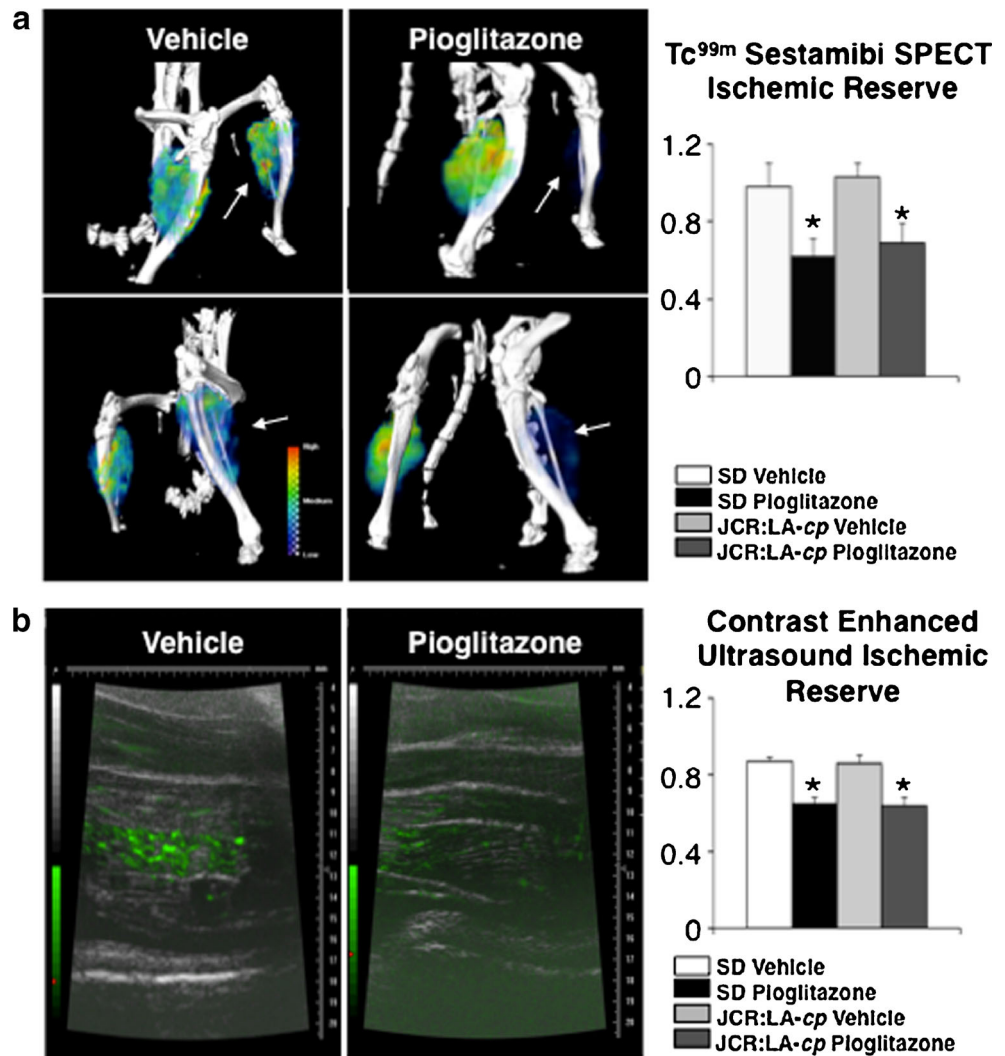 a
Vehicle
Pioglitazone
High
Medium
Low
Tc99m Sestamibi SPECT
Ischemic Reserve
1.2
0.8
0.4
0
*
*
SD Vehicle
SD Pioglitazone
JCR:LA-cp Vehicle
JCR:LA-cp Pioglitazone
b
Vehicle
Pioglitazone
Contrast Enhanced
Ultrasound Ischemic
Reserve
1.2
0.8
0.4
0
*
*
SD Vehicle
SD Pioglitazone
JCR:LA-cp Vehicle
JCR:LA-cp Pioglitazone